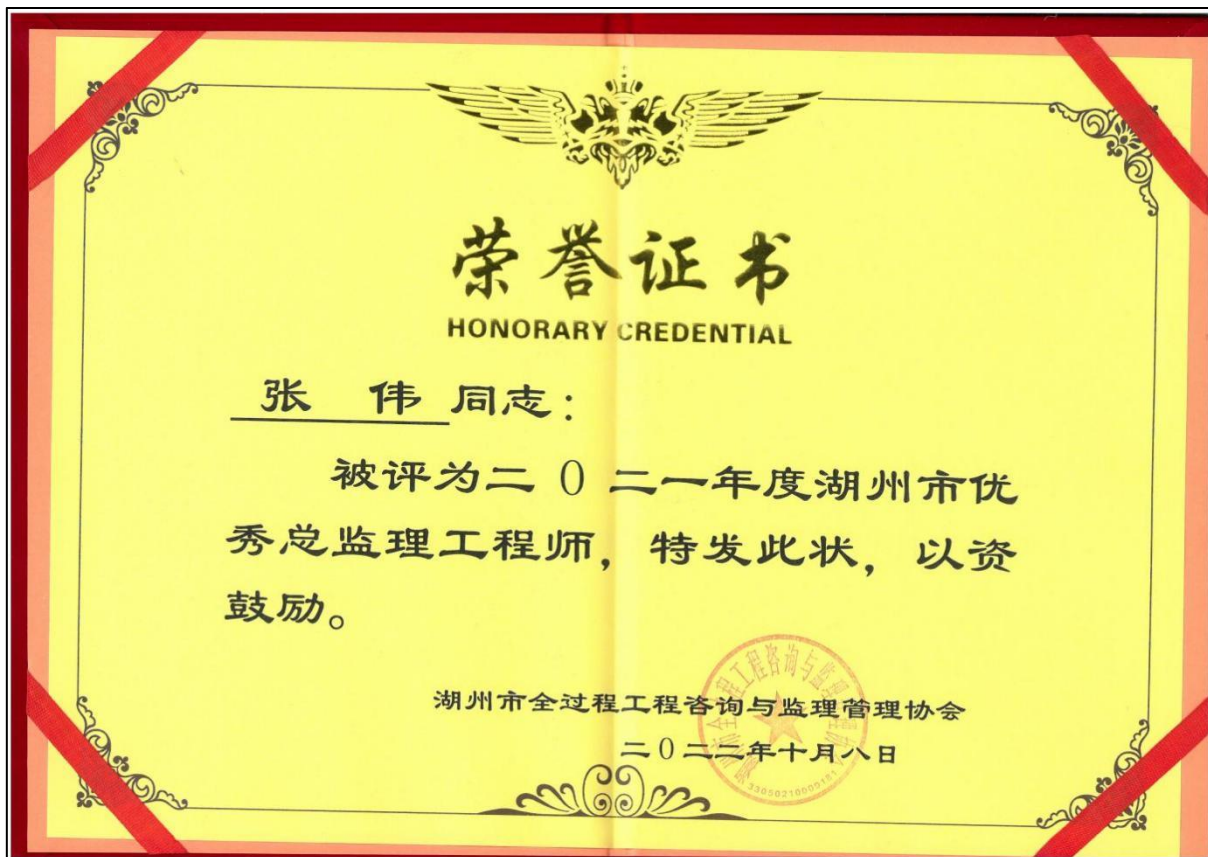 荣誉证书
HONORARY CREDENTIAL
张 伟 同志：
被评为二0二一年度湖州市优
秀总监理工程师，特发此状，以资
鼓励。
湖州市全过程工程咨询与监理管理协会
二0二二年十月八日